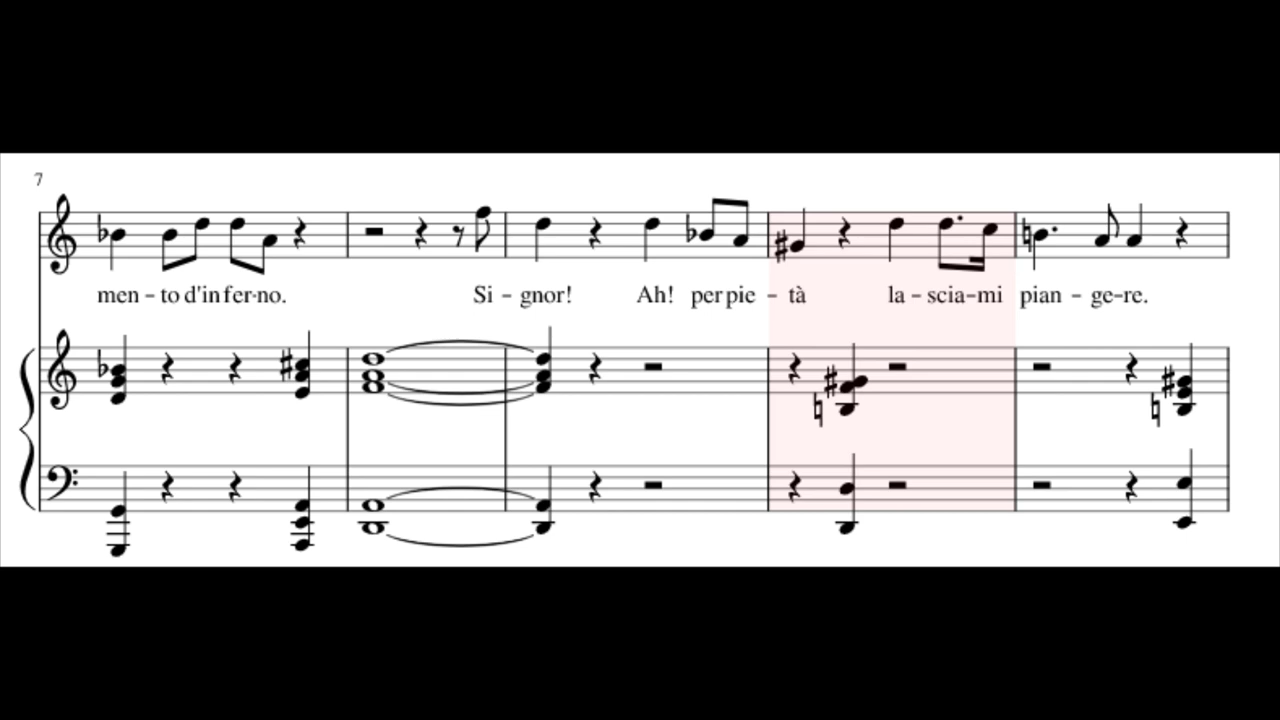 7
men – to d'in fer-no. Si – gnor! Ah! per pie – tà la – scia–mi pian – ge–re.